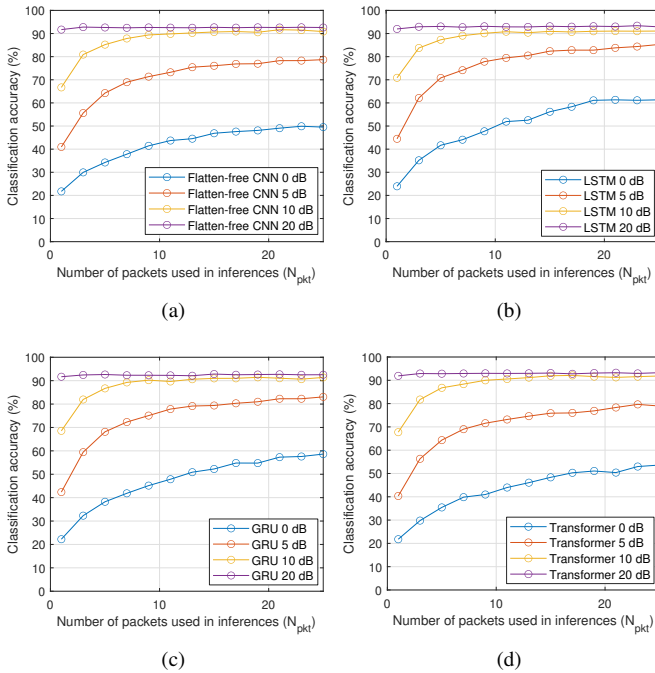 100
90
80
70
60
50
40
30
20
10
0
Classification accuracy (%)
Flatten-free CNN 0 dB
Flatten-free CNN 5 dB
Flatten-free CNN 10 dB
Flatten-free CNN 20 dB
0 10 20
Number of packets used in inferences (N_pkt)
(a)
100
90
80
70
60
50
40
30
20
10
0
Classification accuracy (%)
LSTM 0 dB
LSTM 5 dB
LSTM 10 dB
LSTM 20 dB
0 10 20
Number of packets used in inferences (N_pkt)
(b)
100
90
80
70
60
50
40
30
20
10
0
Classification accuracy (%)
GRU 0 dB
GRU 5 dB
GRU 10 dB
GRU 20 dB
0 10 20
Number of packets used in inferences (N_pkt)
(c)
100
90
80
70
60
50
40
30
20
10
0
Classification accuracy (%)
Transformer 0 dB
Transformer 5 dB
Transformer 10 dB
Transformer 20 dB
0 10 20
Number of packets used in inferences (N_pkt)
(d)